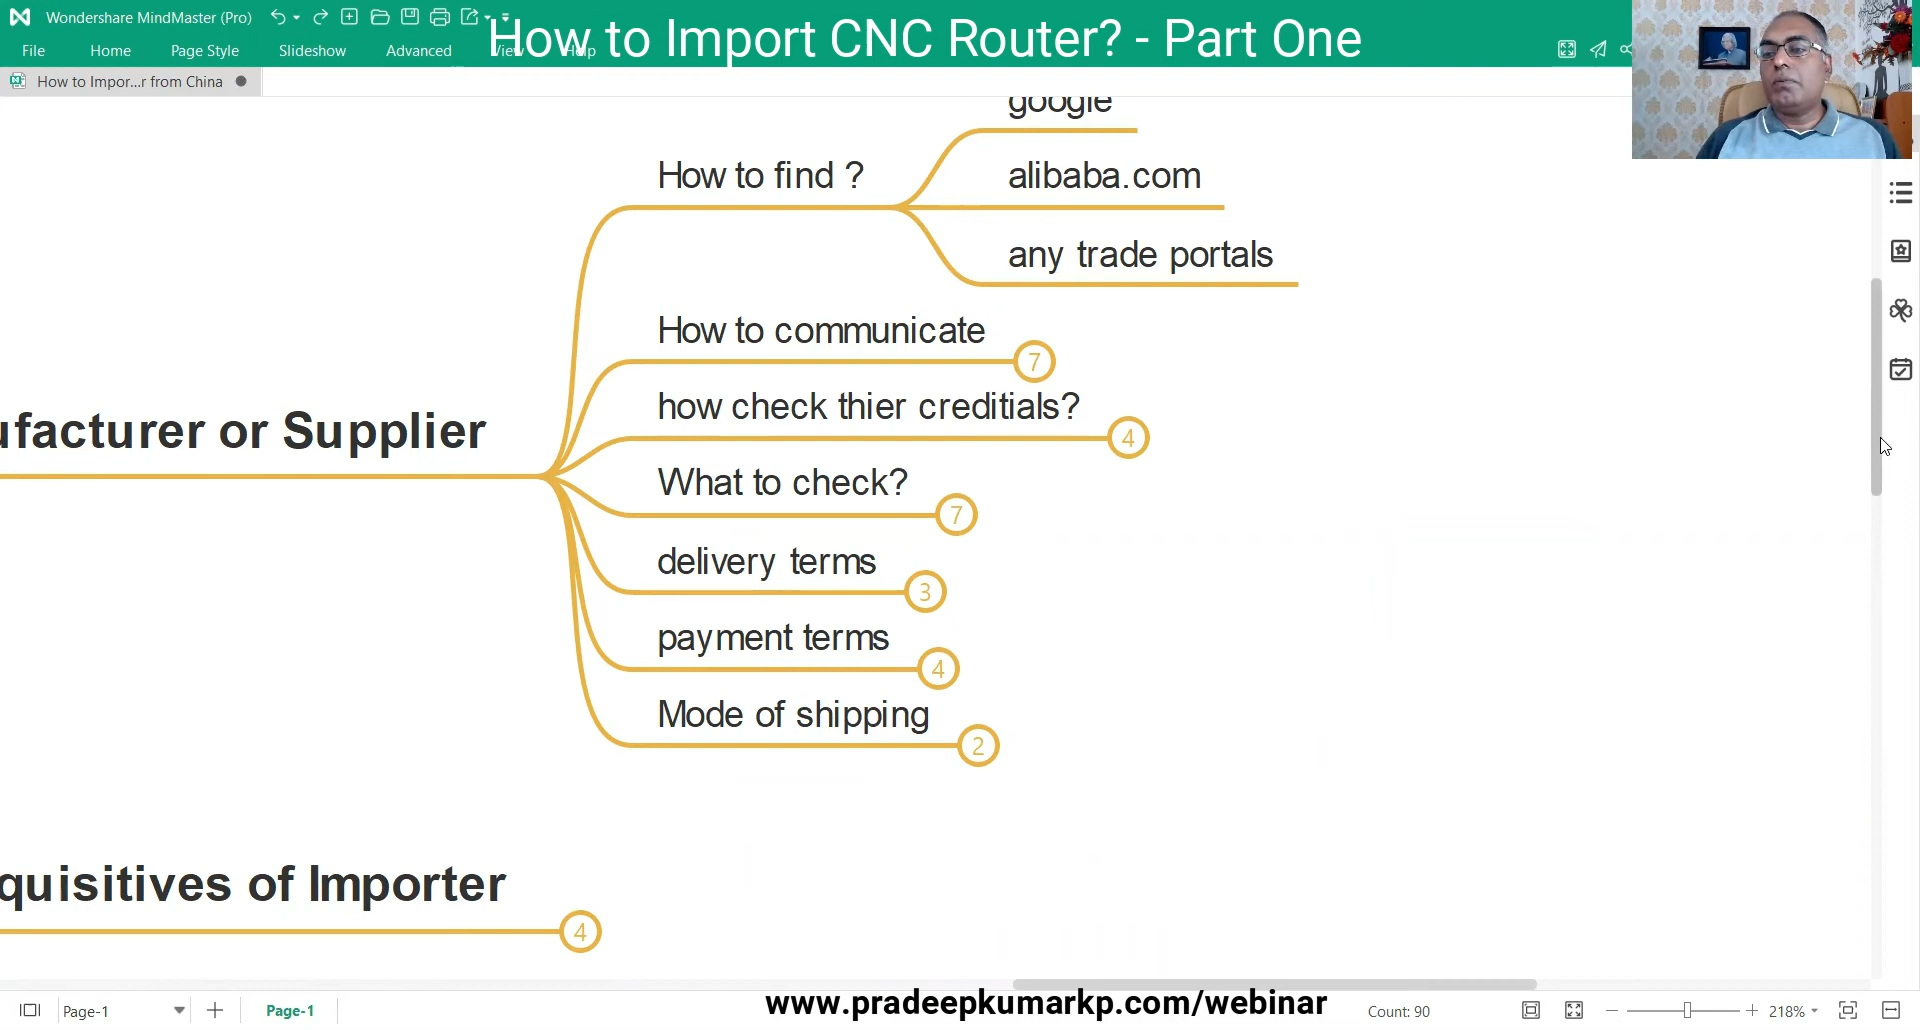 Wondershare MindMaster (Pro)
How to Import CNC Router? - Part One
File
Home
Page Style
Slideshow
Advanced
View
Help
How to Impor...r from China
google
How to find ?
alibaba.com
any trade portals
How to communicate
7
how check thier creditials?
4
ufacturer or Supplier
What to check?
7
delivery terms
3
payment terms
4
Mode of shipping
2
quisitives of Importer
4
Page-1
Page-1
www.pradeepkumarkp.com/webinar
Count: 90
218%